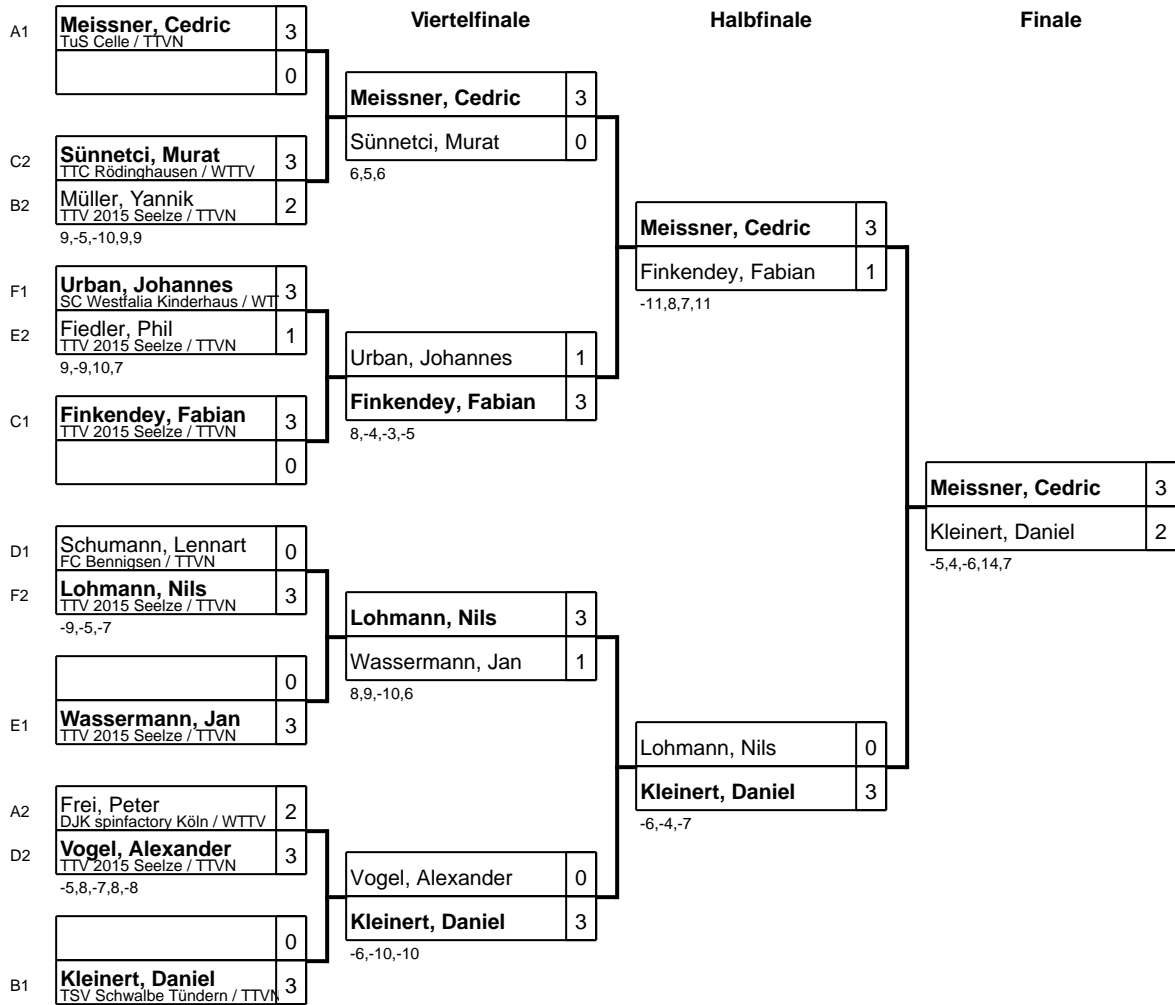 Viertelfinale
Halbfinale
Finale
A1
Meissner, Cedric
TuS Celle / TTVN
3
0
C2
Sünnetci, Murat
TTC Rödinghausen / WTTV
3
B2
Müller, Yannik
TTV 2015 Seelze / TTVN
2
9,-5,-10,9,9
F1
Urban, Johannes
SC Westfalia Kinderhaus / WT
3
E2
Fiedler, Phil
TTV 2015 Seelze / TTVN
1
9,-9,10,7
C1
Finkendey, Fabian
TTV 2015 Seelze / TTVN
3
0
D1
Schumann, Lennart
FC Bennigsen / TTVN
0
F2
Lohmann, Nils
TTV 2015 Seelze / TTVN
3
-9,-5,-7
0
E1
Wassermann, Jan
TTV 2015 Seelze / TTVN
3
A2
Frei, Peter
DJK spinfactory Köln / WTTV
2
D2
Vogel, Alexander
TTV 2015 Seelze / TTVN
3
-5,8,-7,8,-8
0
B1
Kleinert, Daniel
TSV Schwalbe Tündern / TTVN
3
Meissner, Cedric 3
Sünnetci, Murat 0
6,5,6
Urban, Johannes 1
Finkendey, Fabian 3
8,-4,-3,-5
Lohmann, Nils 3
Wassermann, Jan 1
8,9,-10,6
Vogel, Alexander 0
Kleinert, Daniel 3
-6,-10,-10
Meissner, Cedric 3
Finkendey, Fabian 1
-11,8,7,11
Lohmann, Nils 0
Kleinert, Daniel 3
-6,-4,-7
Meissner, Cedric 3
Kleinert, Daniel 2
-5,4,-6,14,7